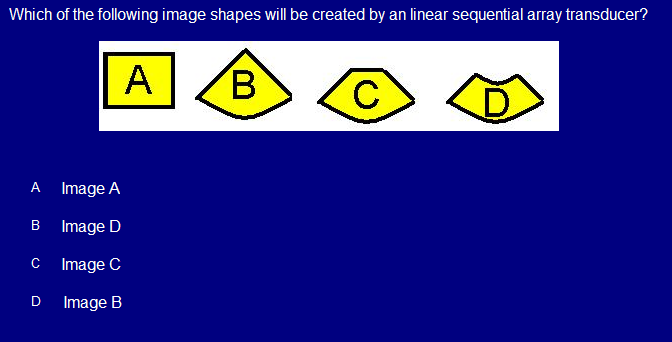 Which of the following image shapes will be created by an linear sequential array transducer?
A B C D
A Image A
B Image D
C Image C
D Image B